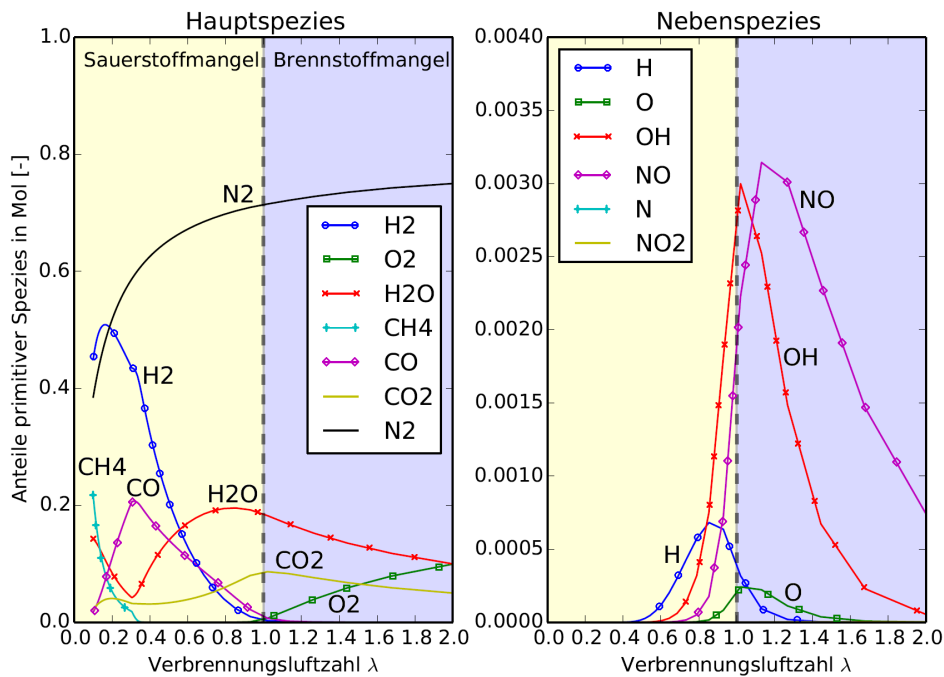 Hauptspezies
Sauerstoffmangel
Brennstoffmangel
1.0
0.8
0.6
0.4
0.2
0.0
Anteile primitiver Spezies in Mol [-]
N2
H2
CH4
CO
H2O
CO2
O2
H2
O2
H2O
CH4
CO
CO2
N2
0.0 0.2 0.4 0.6 0.8 1.0 1.2 1.4 1.6 1.8 2.0
Verbrennungsluftzahl λ
Nebenspezies
0.0040
0.0035
0.0030
0.0025
0.0020
0.0015
0.0010
0.0005
0.0000
H
O
OH
NO
N
NO2
NO
OH
H
O
0.0 0.2 0.4 0.6 0.8 1.0 1.2 1.4 1.6 1.8 2.0
Verbrennungsluftzahl λ